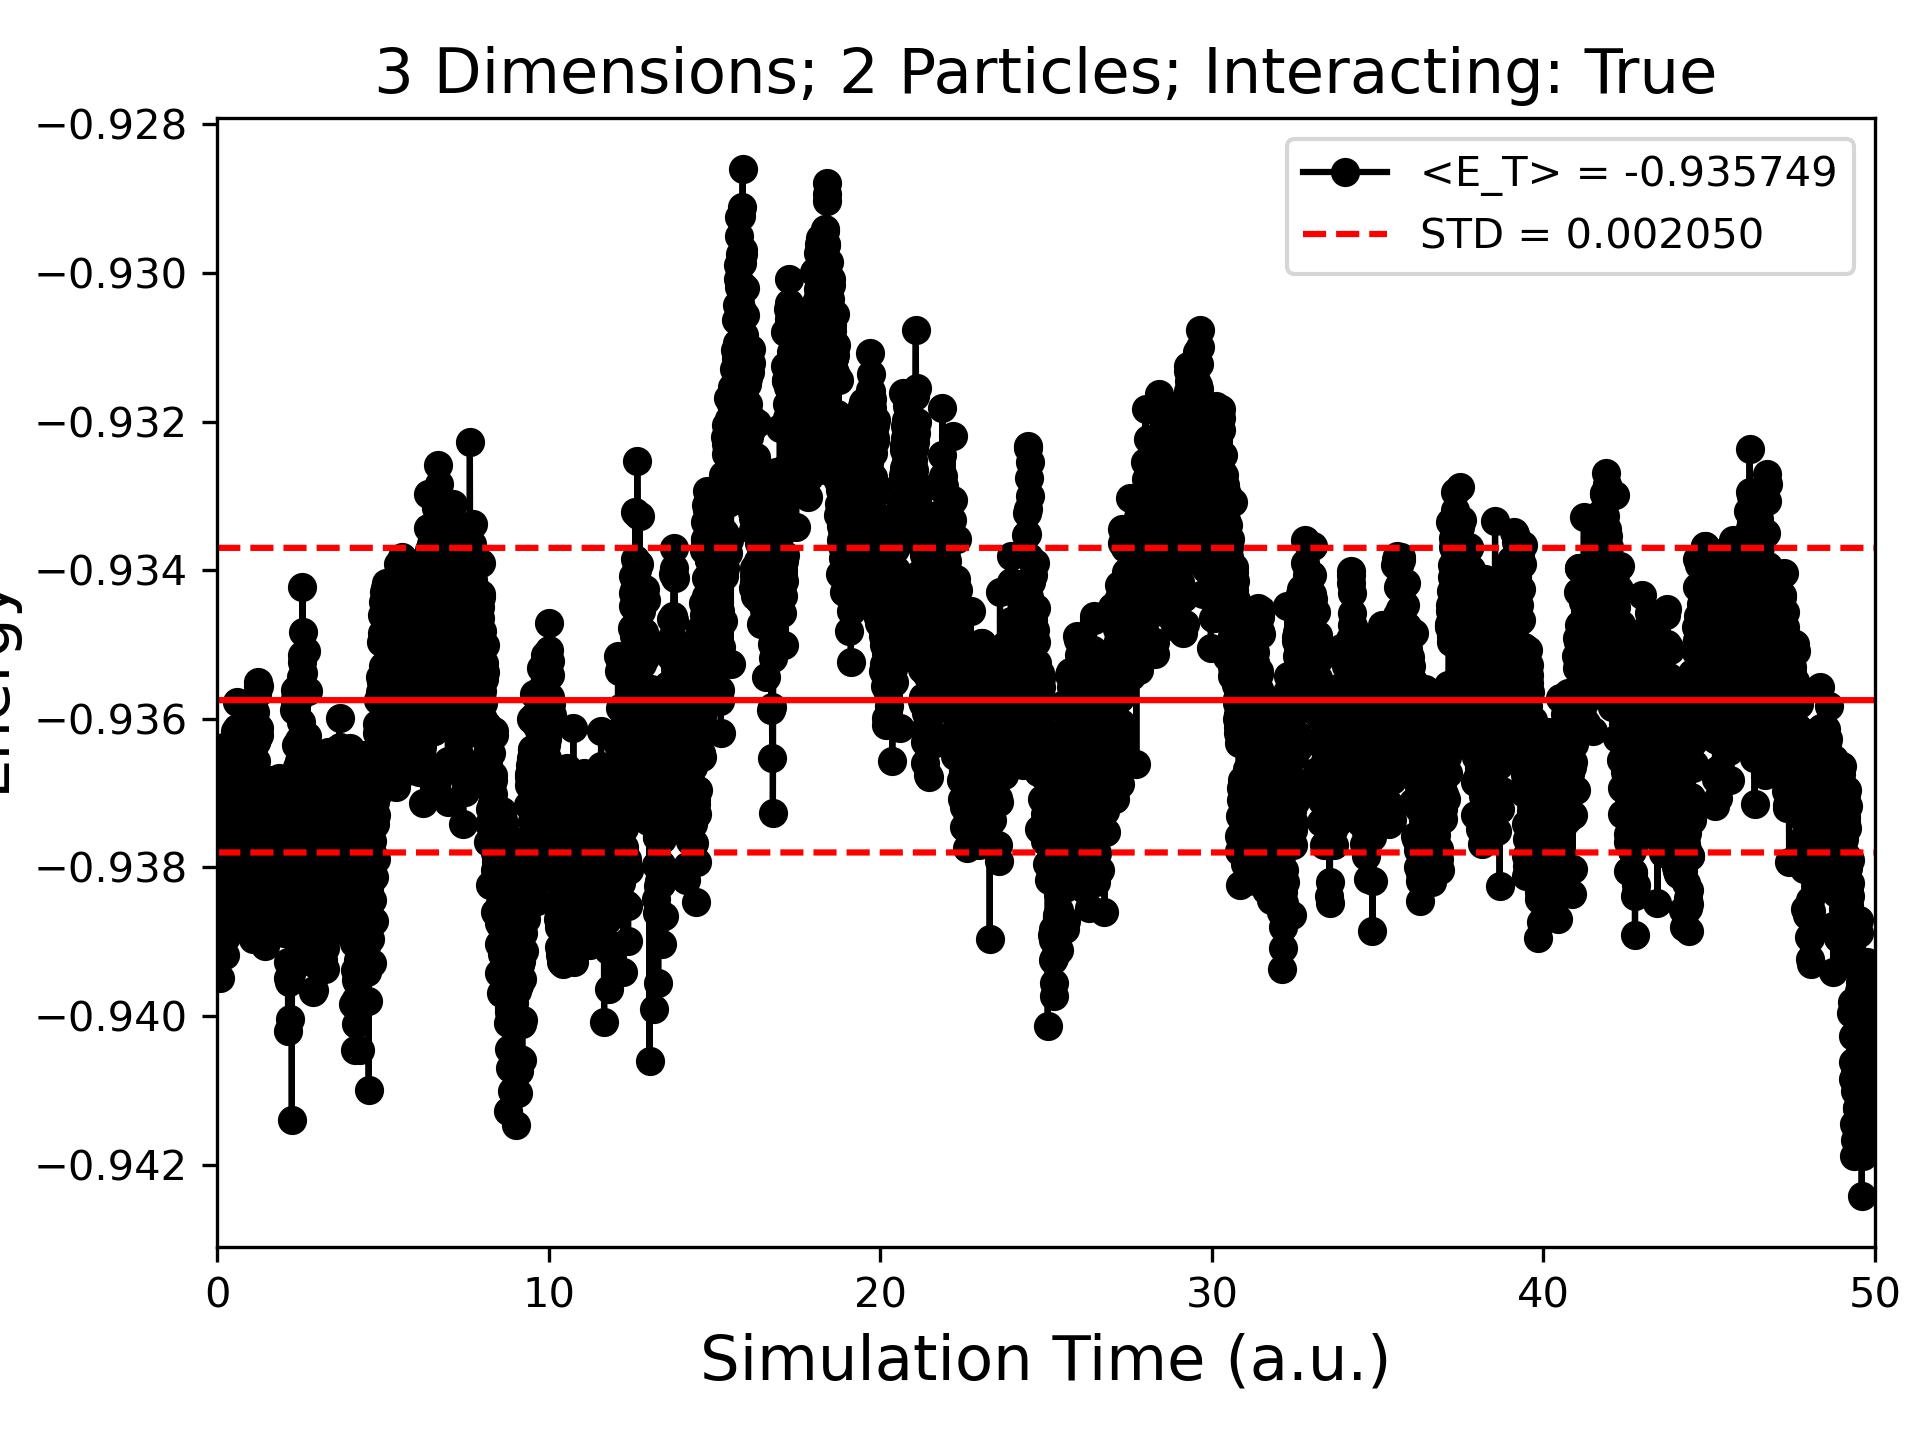 3 Dimensions; 2 Particles; Interacting: True
<E_T> = -0.935749
STD = 0.002050
Energy
−0.928
−0.930
−0.932
−0.934
−0.936
−0.938
−0.940
−0.942
0 10 20 30 40 50
Simulation Time (a.u.)